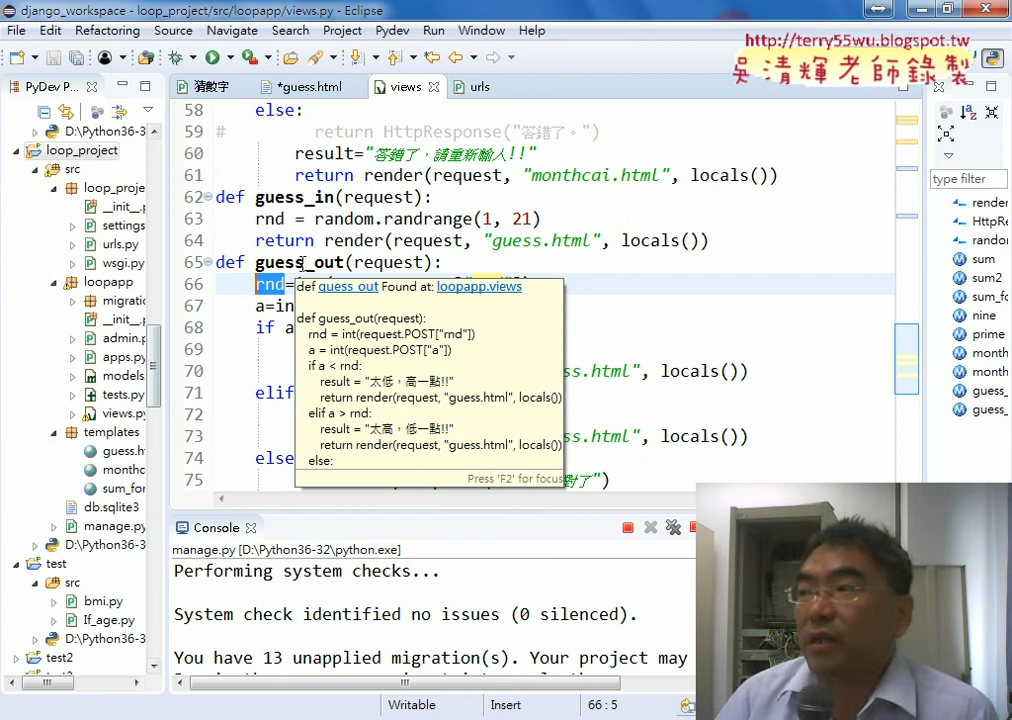 django_workspace - loop_project/src/loopapp/views.py - Eclipse
File Edit Refactoring Source Navigate Search Project Pydev Run Window Help
http://terry55wu.blogspot.tw
吳清輝老師錄製
PyDev P...
猜數字
*guess.html
views
urls
D:\Python36-3
loop_project
src
loop_proje
__init__.
settings
urls.py
wsgi.py
loopapp
migratio
__init__.
admin.
apps.py
models
tests.py
views.py
templates
guess.h
monthc
sum_for
db.sqlite3
manage.py
D:\Python36-3
test
src
bmi.py
If_age.py
D:\Python36-3
test2
58 else:
59 # return HttpResponse("答錯了。")
60 result="答錯了，請重新輸入!!"
61 return render(request, "monthcai.html", locals())
62 def guess_in(request):
63 rnd = random.randrange(1, 21)
64 return render(request, "guess.html", locals())
65 def guess_out(request):
66 rnd=
67 a=in
68 if a
69
70 ss.html", locals())
71 elif
72
73 ss.html", locals())
74 else
75 對了")
def guess_out Found at: loopapp.views
def guess_out(request):
rnd = int(request.POST["rnd"])
a = int(request.POST["a"])
if a < rnd:
result = "太低，高一點!!"
return render(request, "guess.html", locals())
elif a > rnd:
result = "太高，低一點!!"
return render(request, "guess.html", locals())
else:
Press 'F2' for focus
type filter
render
HttpRe
rando
sum
sum2
sum_fo
nine
prime
month
month
guess_
guess_
Console
manage.py [D:\Python36-32\python.exe]
Performing system checks...
System check identified no issues (0 silenced).
You have 13 unapplied migration(s). Your project may
Writable Insert 66 : 5